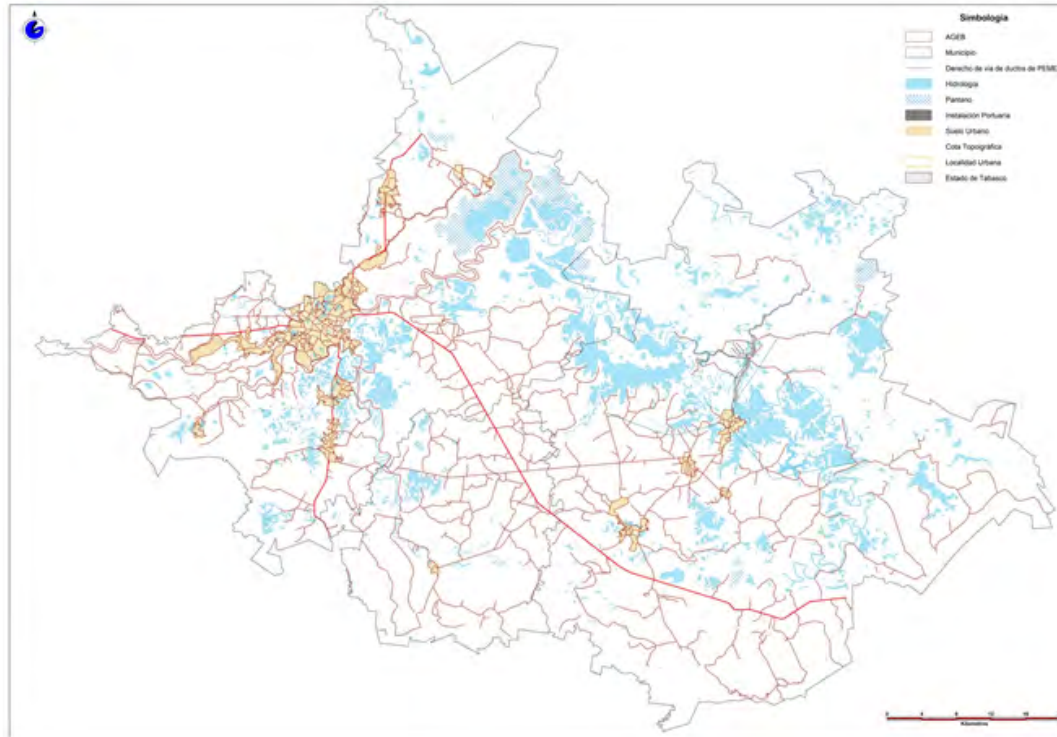 Simbología
AGEB
Municipio
Derecho de vía de ductos de PEMEX
Hidrología
Pantano
Instalación Portuaria
Suelo Urbano
Cota Topográfica
Localidad Urbana
Estado de Tabasco
Kilometros